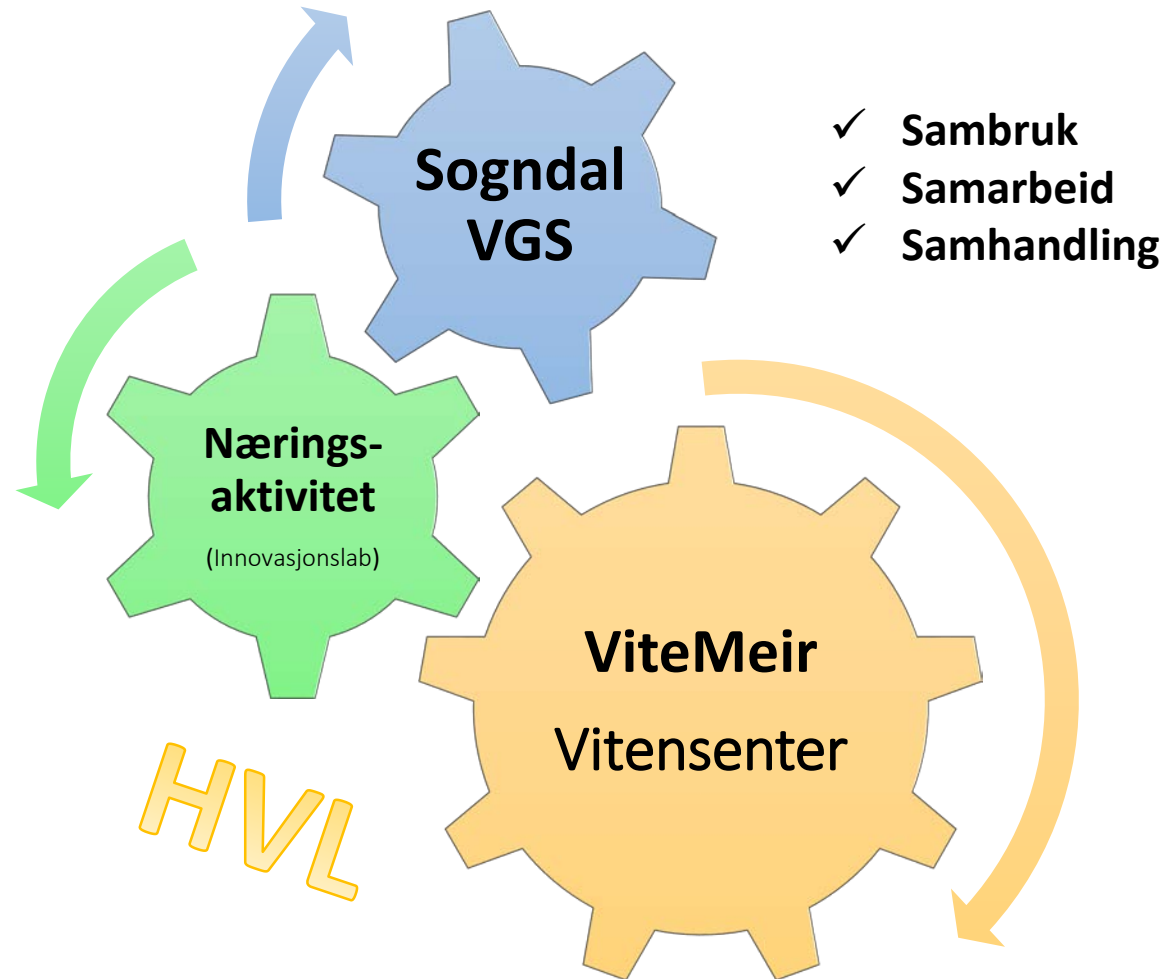 Sogndal
VGS
✓ Sambruk
✓ Samarbeid
✓ Samhandling
Nærings-
aktivitet
(Innovasjonslab)
ViteMeir
Vitensenter
HVL